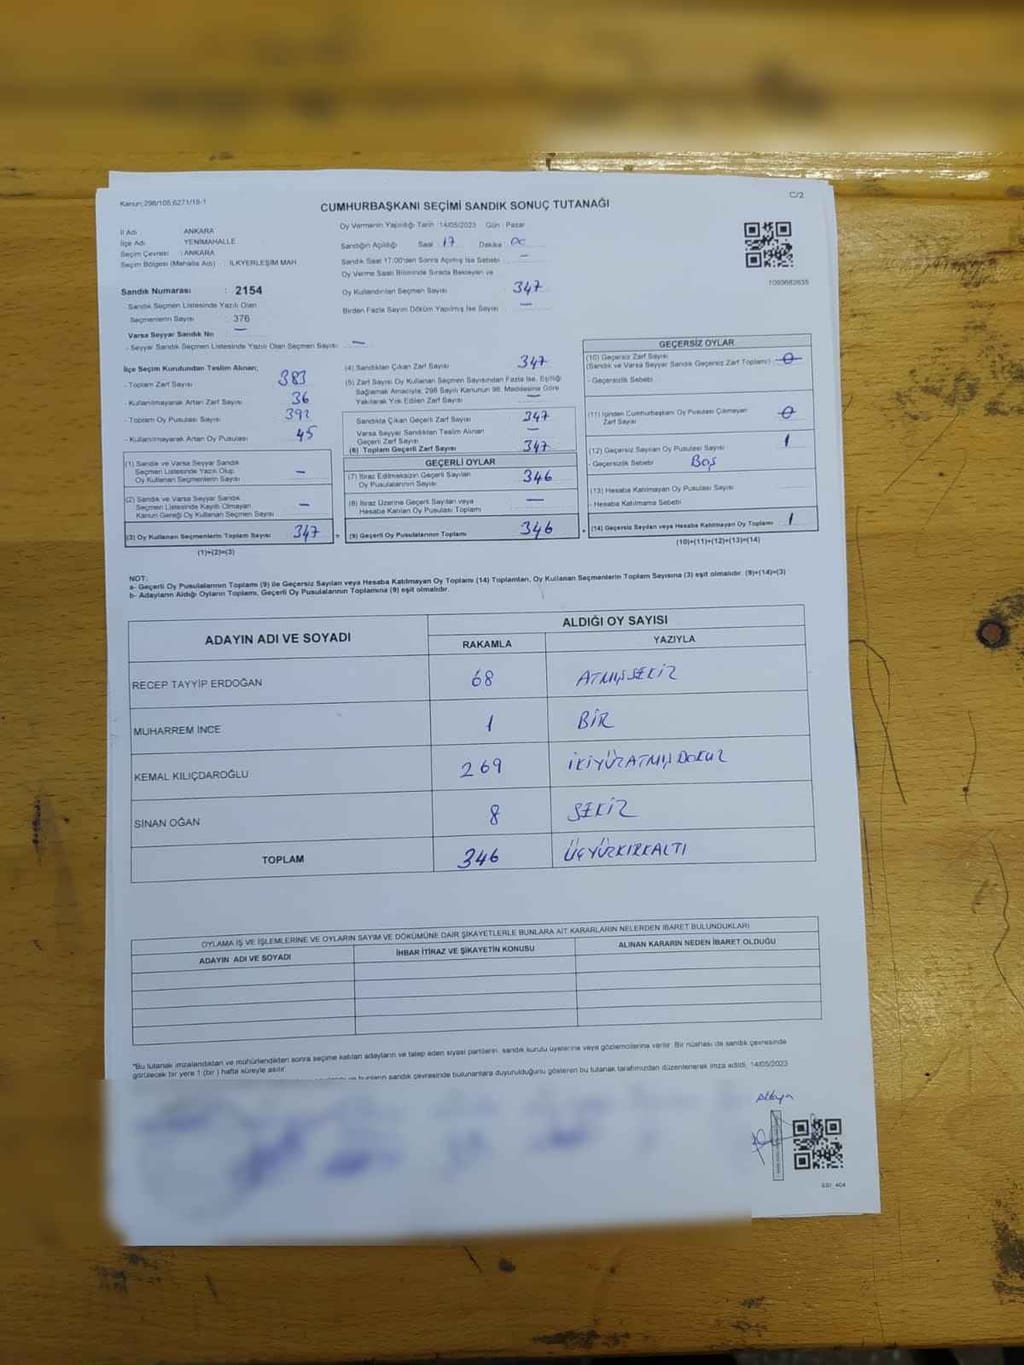 Kanun:298/105,6271/19-1
C/2
CUMHURBAŞKANI SEÇİMİ SANDIK SONUÇ TUTANAĞI
İl Adı ANKARA
İlçe Adı YENİMAHALLE
Seçim Çevresi : ANKARA
Seçim Bölgesi (Mahalle Adı) : İLKYERLEŞİM MAH
Sandık Numarası : 2154
Sandık Seçmen Listesinde Yazılı Olan
Seçmenlerin Sayısı 376
Varsa Seyyar Sandık No —
- Seyyar Sandık Seçmen Listesinde Yazılı Olan Seçmen Sayısı —
Oy Vermenin Yapıldığı Tarih :14/05/2023 Gün : Pazar
Sandığın Açıldığı Saat 17 Dakika 00
Sandık Saat 17:00'den Sonra Açılmış İse Sebebi —
Oy Verme Saati Bitiminde Sırada Bekleyen ve
Oy Kullandırılan Seçmen Sayısı 347
Birden Fazla Sayım Döküm Yapılmış İse Sayısı —
1093682635
İlçe Seçim Kurulundan Teslim Alınan;
- Toplam Zarf Sayısı 383
- Kullanılmayarak Artan Zarf Sayısı 36
- Toplam Oy Pusulası Sayısı 392
- Kullanılmayarak Artan Oy Pusulası 45
(1) Sandık ve Varsa Seyyar Sandık
Seçmen Listesinde Yazılı Olup
Oy Kullanan Seçmenlerin Sayısı —
(2) Sandık ve Varsa Seyyar Sandık
Seçmen Listesinde Kayıtlı Olmayan
Kanun Gereği Oy Kullanan Seçmen Sayısı —
(3) Oy Kullanan Seçmenlerin Toplam Sayısı 347
(1)+(2)=(3)
(4) Sandıktan Çıkan Zarf Sayısı 347
(5) Zarf Sayısı Oy Kullanan Seçmen Sayısından Fazla İse, Eşitliği
Sağlamak Amacıyla, 298 Sayılı Kanunun 98. Maddesine Göre
Yakılarak Yok Edilen Zarf Sayısı —
Sandıkta Çıkan Geçerli Zarf Sayısı 347
Varsa Seyyar Sandıktan Teslim Alınan
Geçerli Zarf Sayısı —
(6) Toplam Geçerli Zarf Sayısı 347
GEÇERLİ OYLAR
(7) İtiraz Edilmeksizin Geçerli Sayılan
Oy Pusulalarının Sayısı 346
(8) İtiraz Üzerine Geçerli Sayılan veya
Hesaba Katılan Oy Pusulası Toplamı —
(9) Geçerli Oy Pusulalarının Toplamı 346
GEÇERSİZ OYLAR
(10) Geçersiz Zarf Sayısı
(Sandık ve Varsa Seyyar Sandık Geçersiz Zarf Toplamı) 0
- Geçersizlik Sebebi
(11) İçinden Cumhurbaşkanı Oy Pusulası Çıkmayan
Zarf Sayısı 0
(12) Geçersiz Sayılan Oy Pusulası Sayısı 1
- Geçersizlik Sebebi Boş
(13) Hesaba Katılmayan Oy Pusulası Sayısı
- Hesaba Katılmama Sebebi
(14) Geçersiz Sayılan veya Hesaba Katılmayan Oy Toplamı 1
(10)+(11)+(12)+(13)=(14)
NOT:
a- Geçerli Oy Pusulalarının Toplamı (9) ile Geçersiz Sayılan veya Hesaba Katılmayan Oy Toplamı (14) Toplamları, Oy Kullanan Seçmenlerin Toplam Sayısına (3) eşit olmalıdır. (9)+(14)=(3)
b- Adayların Aldığı Oyların Toplamı, Geçerli Oy Pusulalarının Toplamına (9) eşit olmalıdır.
ADAYIN ADI VE SOYADI
ALDIĞI OY SAYISI
RAKAMLA YAZIYLA
RECEP TAYYİP ERDOĞAN 68 ATMIŞSEKİZ
MUHARREM İNCE 1 BİR
KEMAL KILIÇDAROĞLU 269 İKİYÜZATMIŞDOKUZ
SİNAN OĞAN 8 SEKİZ
TOPLAM 346 ÜÇYÜZKIRKALTI
OYLAMA İŞ VE İŞLEMLERİNE VE OYLARIN SAYIM VE DÖKÜMÜNE DAİR ŞİKAYETLERLE BUNLARA AİT KARARLARIN NELERDEN İBARET BULUNDUKLARI
ADAYIN ADI VE SOYADI İHBAR İTİRAZ VE ŞİKAYETİN KONUSU ALINAN KARARIN NEDEN İBARET OLDUĞU
"Bu tutanak imzalandıktan ve mühürlendikten sonra seçime katılan adayların ve talep eden siyasi partilerin, sandık kurulu üyelerine veya gözlemcilerine verilir. Bir nüshası da sandık çevresinde
görülecek bir yere 1 (bir) hafta süreyle asılır.
bunların sandık çevresinde bulunanlara duyurulduğunu gösteren bu tutanak tarafımızdan düzenlenerek imza edildi. 14/05/2023